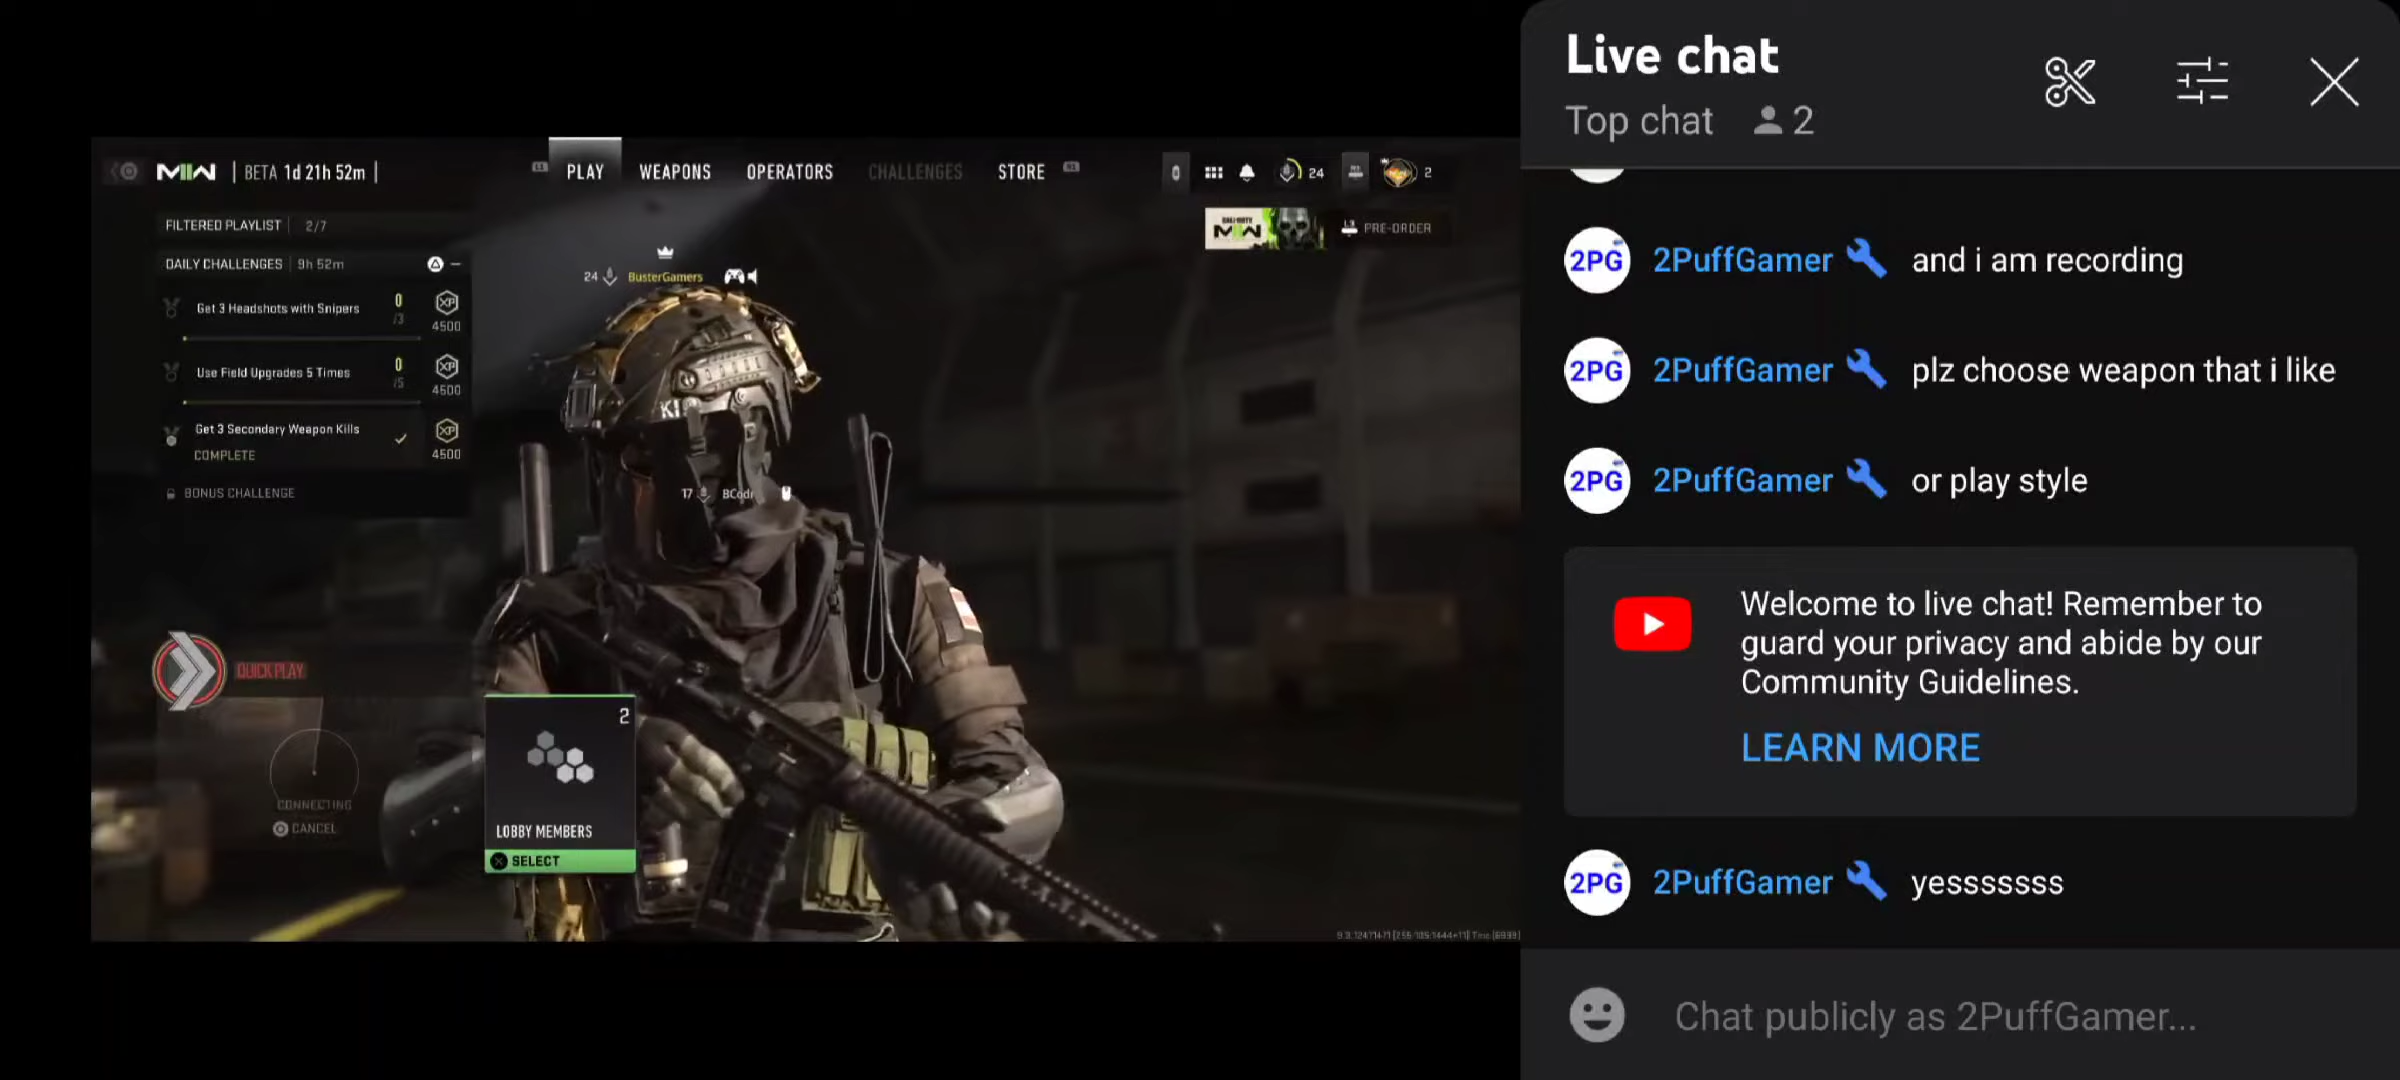 MW | BETA 1d 21h 52m |
PLAY
WEAPONS
OPERATORS
CHALLENGES
STORE
24
2
FILTERED PLAYLIST | 2/7
PRE-ORDER
DAILY CHALLENGES | 9h 52m
Get 3 Headshots with Snipers
0
/3
XP
4500
Use Field Upgrades 5 Times
0
/5
XP
4500
Get 3 Secondary Weapon Kills
COMPLETE
XP
4500
BONUS CHALLENGE
24 BusterGamers
17
QUICK PLAY
CONNECTING
CANCEL
2
LOBBY MEMBERS
SELECT
Live chat
Top chat 2
2PG 2PuffGamer and i am recording
2PG 2PuffGamer plz choose weapon that i like
2PG 2PuffGamer or play style
Welcome to live chat! Remember to
guard your privacy and abide by our
Community Guidelines.
LEARN MORE
2PG 2PuffGamer yesssssss
Chat publicly as 2PuffGamer...